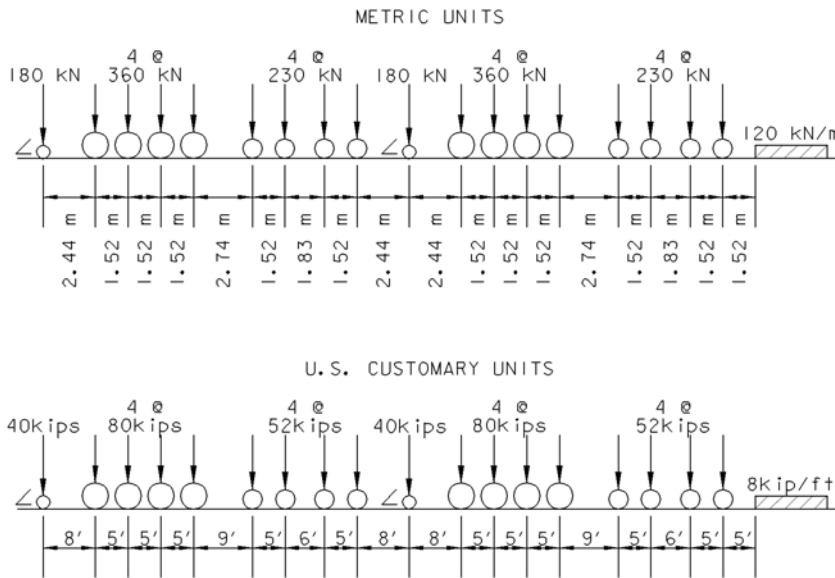 METRIC UNITS
4 @ 4 @ 4 @ 4 @
180 kN 360 kN 230 kN 180 kN 360 kN 230 kN
120 kN/m
2.44 m 1.52 m 1.52 m 1.52 m 2.74 m 1.52 m 1.83 m 1.52 m 2.44 m 2.44 m 1.52 m 1.52 m 1.52 m 2.74 m 1.52 m 1.83 m 1.52 m 1.52 m
U.S. CUSTOMARY UNITS
4 @ 4 @ 4 @ 4 @
40kips 80kips 52kips 40kips 80kips 52kips
8kip/ft
8' 5' 5' 5' 9' 5' 6' 5' 8' 8' 5' 5' 5' 9' 5' 6' 5' 5'